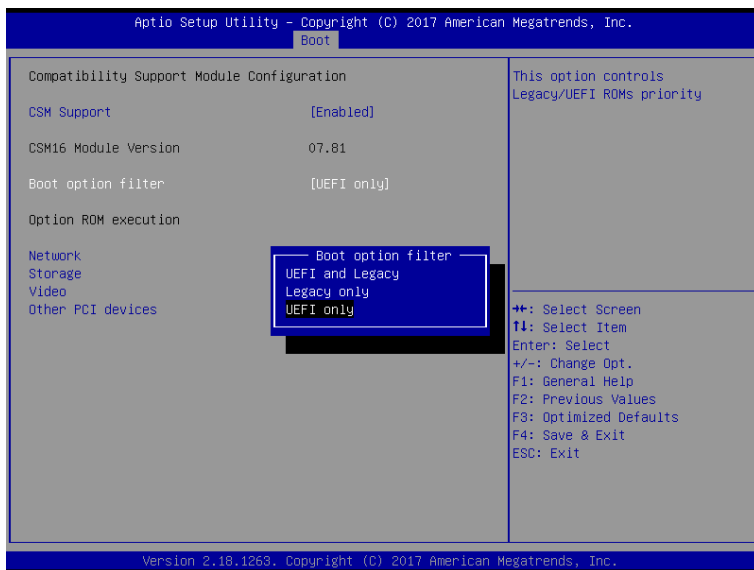 Aptio Setup Utility – Copyright (C) 2017 American Megatrends, Inc.
Boot
Compatibility Support Module Configuration
CSM Support [Enabled]
CSM16 Module Version 07.81
Boot option filter [UEFI only]
Option ROM execution
Network
Storage
Video
Other PCI devices
Boot option filter
UEFI and Legacy
Legacy only
UEFI only
This option controls
Legacy/UEFI ROMs priority
→←: Select Screen
↑↓: Select Item
Enter: Select
+/-: Change Opt.
F1: General Help
F2: Previous Values
F3: Optimized Defaults
F4: Save & Exit
ESC: Exit
Version 2.18.1263. Copyright (C) 2017 American Megatrends, Inc.